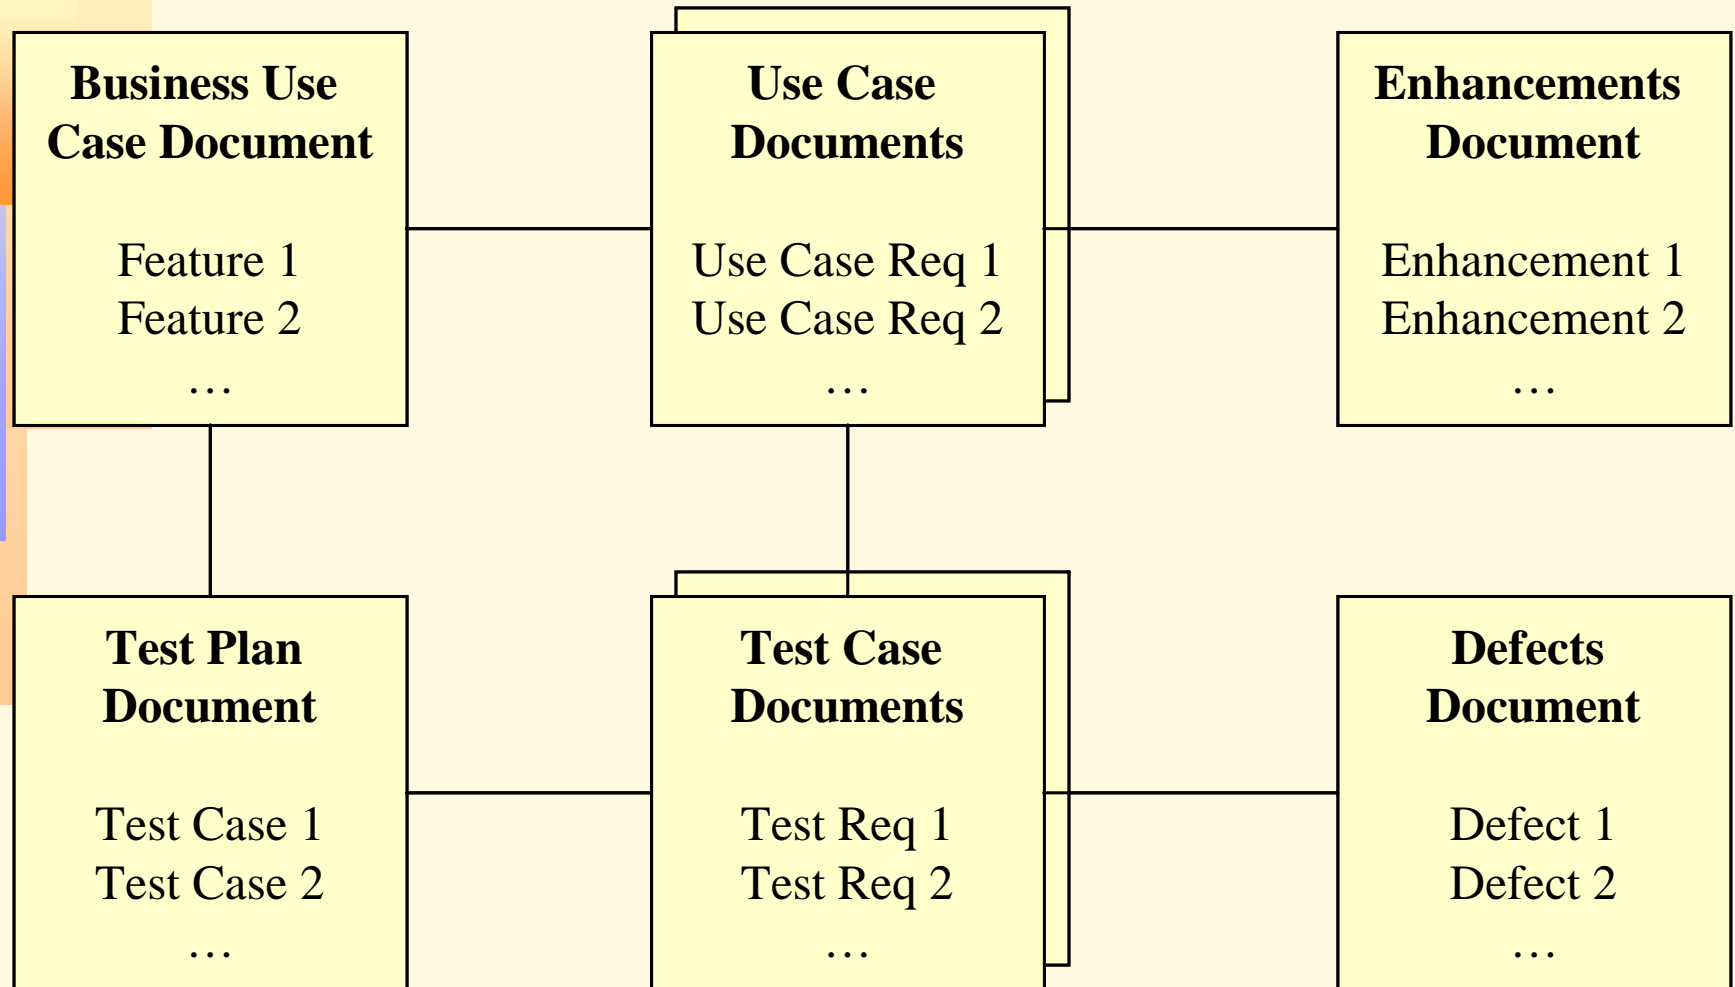 Business Use
Case Document
Feature 1
Feature 2
…
Use Case
Documents
Use Case Req 1
Use Case Req 2
…
Enhancements
Document
Enhancement 1
Enhancement 2
…
Test Plan
Document
Test Case 1
Test Case 2
…
Test Case
Documents
Test Req 1
Test Req 2
…
Defects
Document
Defect 1
Defect 2
…